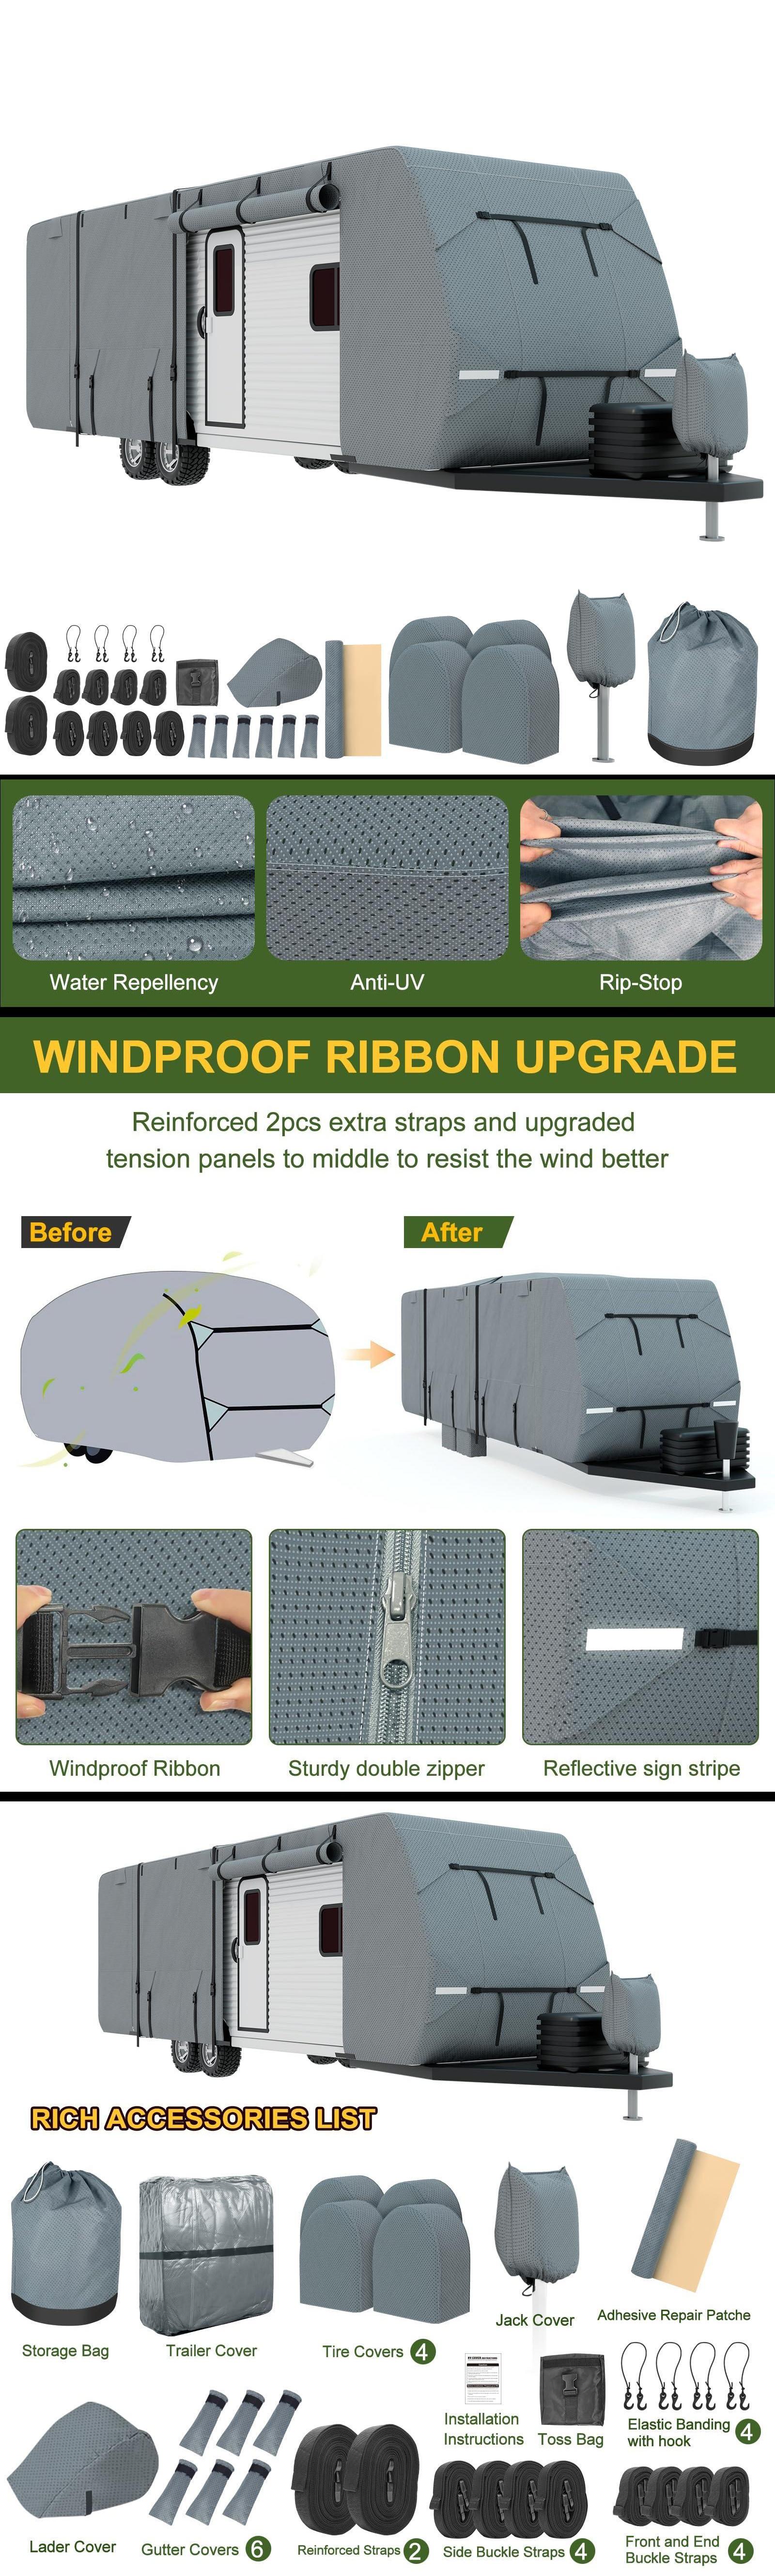 Water Repellency
Anti-UV
Rip-Stop
WINDPROOF RIBBON UPGRADE
Reinforced 2pcs extra straps and upgraded
tension panels to middle to resist the wind better
Before
After
Windproof Ribbon
Sturdy double zipper
Reflective sign stripe
RICH ACCESSORIES LIST
Storage Bag
Trailer Cover
Tire Covers 4
Jack Cover
Adhesive Repair Patche
Installation
Instructions
Toss Bag
Elastic Banding
with hook 4
Lader Cover
Gutter Covers 6
Reinforced Straps 2
Side Buckle Straps 4
Front and End
Buckle Straps 4